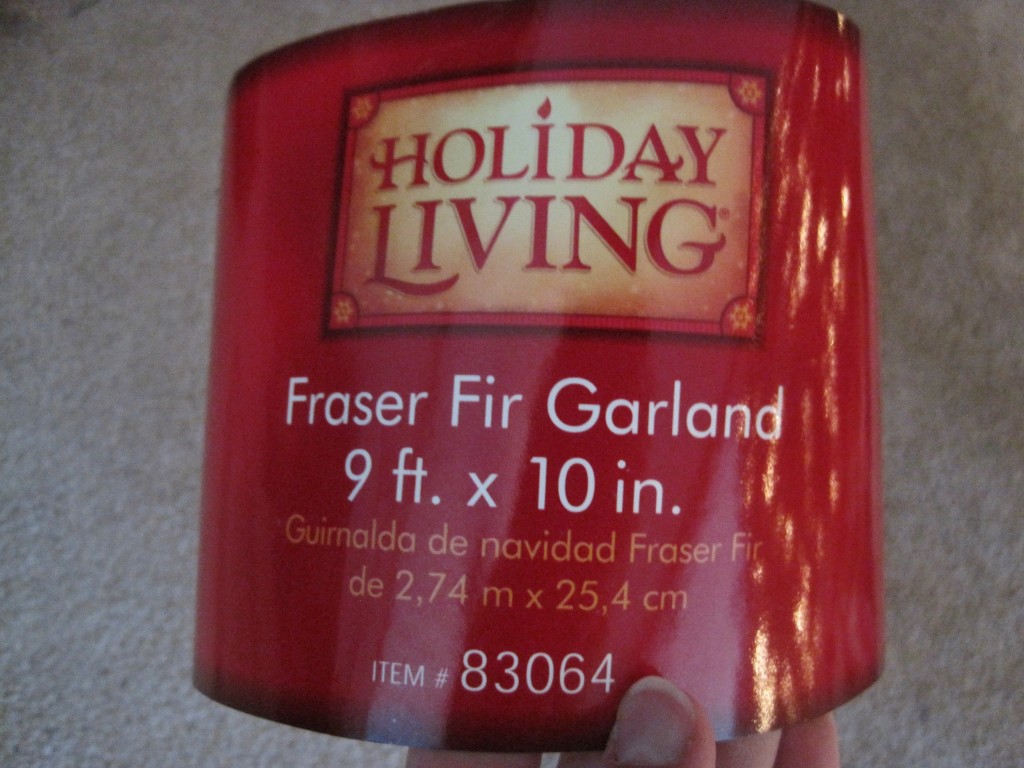 HOLiDAY
LIVING®
Fraser Fir Garland
9 ft. x 10 in.
Guirnalda de navidad Fraser Fir
de 2,74 m x 25,4 cm
ITEM # 83064